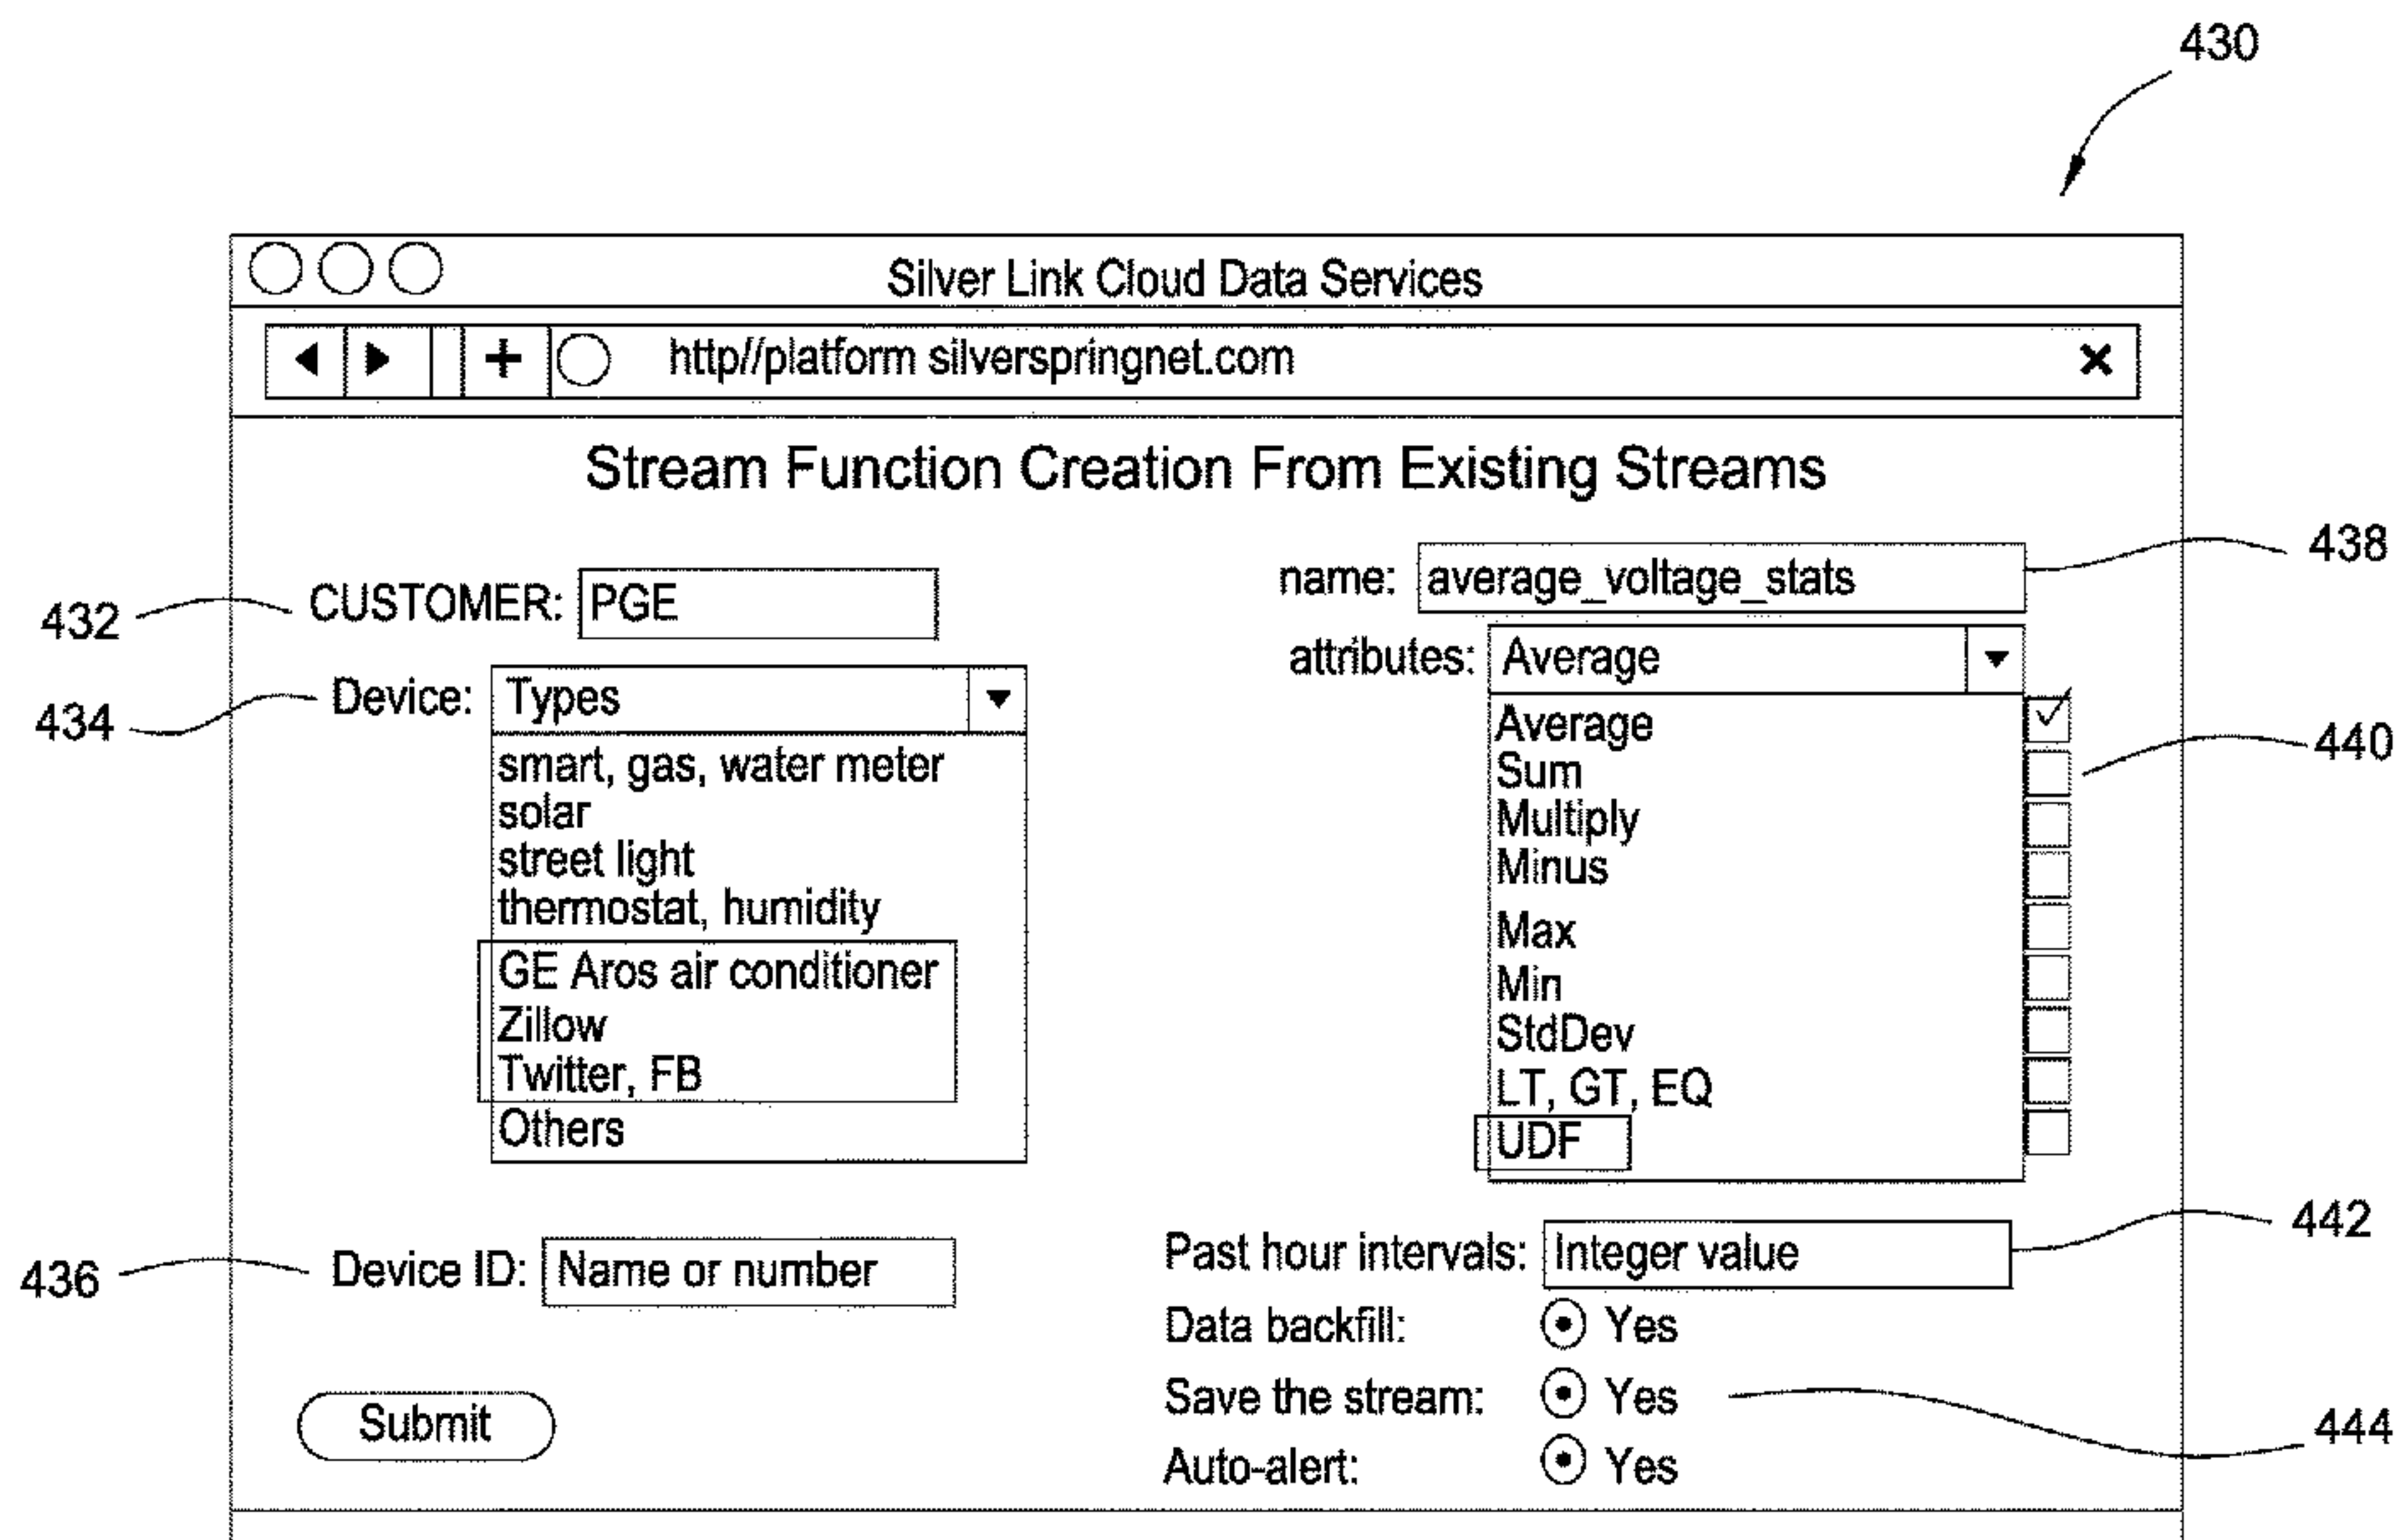 430
Silver Link Cloud Data Services
http//platform silverspringnet.com
Stream Function Creation From Existing Streams
432
CUSTOMER: PGE
434
Device: Types
smart, gas, water meter
solar
street light
thermostat, humidity
GE Aros air conditioner
Zillow
Twitter, FB
Others
436
Device ID: Name or number
Submit
name: average_voltage_stats
438
attributes: Average
Average
Sum
440
Multiply
Minus
Max
Min
StdDev
LT, GT, EQ
UDF
Past hour intervals: Integer value
442
Data backfill: Yes
Save the stream: Yes
444
Auto-alert: Yes